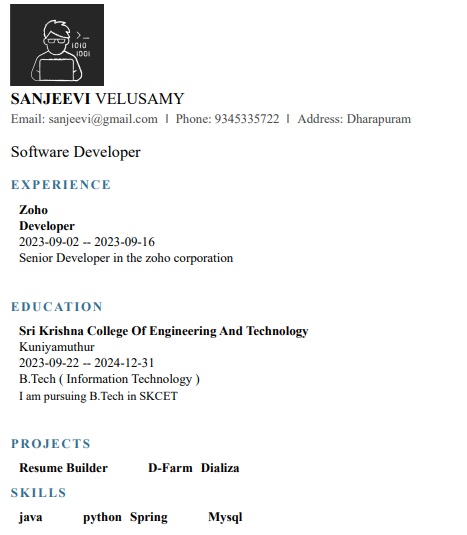 >_
1010
1001
SANJEEVI VELUSAMY
Email: sanjeevi@gmail.com | Phone: 9345335722 | Address: Dharapuram
Software Developer
EXPERIENCE
Zoho
Developer
2023-09-02 -- 2023-09-16
Senior Developer in the zoho corporation
EDUCATION
Sri Krishna College Of Engineering And Technology
Kuniyamuthur
2023-09-22 -- 2024-12-31
B.Tech ( Information Technology )
I am pursuing B.Tech in SKCET
PROJECTS
Resume Builder D-Farm Dializa
SKILLS
java python Spring Mysql